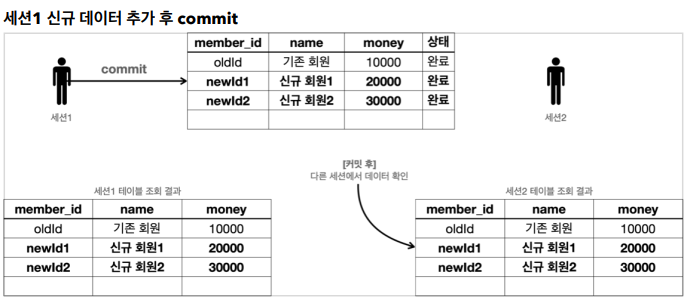 세션1 신규 데이터 추가 후 commit
member_id name money 상태
oldId 기존 회원 10000 완료
commit
newId1 신규 회원1 20000 완료
newId2 신규 회원2 30000 완료
세션1
세션2
[커밋 후]
다른 세션에서 데이터 확인
세션1 테이블 조회 결과
member_id name money
oldId 기존 회원 10000
newId1 신규 회원1 20000
newId2 신규 회원2 30000
세션2 테이블 조회 결과
member_id name money
oldId 기존 회원 10000
newId1 신규 회원1 20000
newId2 신규 회원2 30000